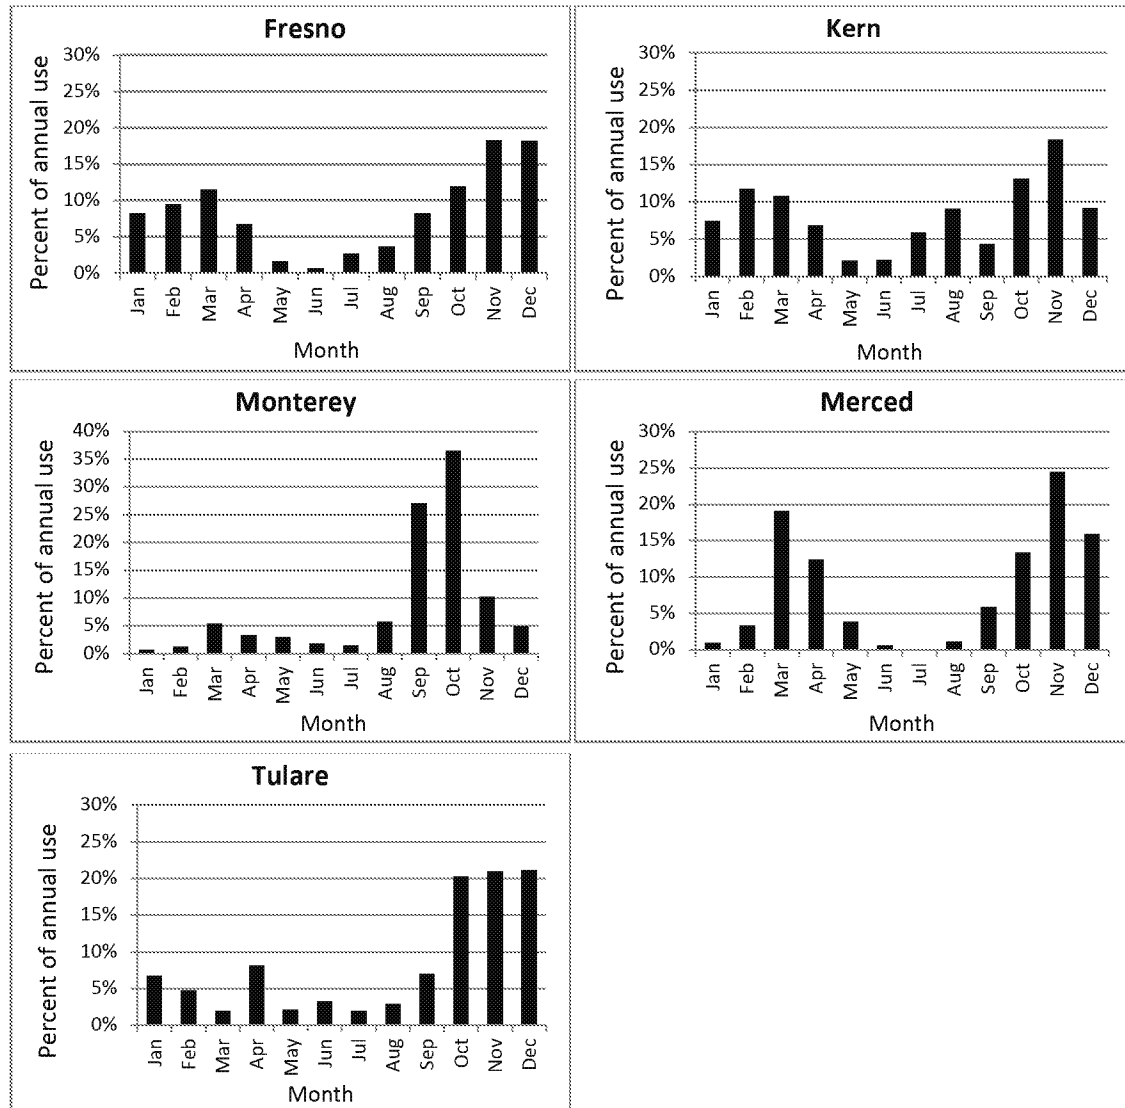 Fresno
Percent of annual use
30%
25%
20%
15%
10%
5%
0%
Jan Feb Mar Apr May Jun Jul Aug Sep Oct Nov Dec
Month
Kern
Percent of annual use
30%
25%
20%
15%
10%
5%
0%
Jan Feb Mar Apr May Jun Jul Aug Sep Oct Nov Dec
Month
Monterey
Percent of annual use
40%
35%
30%
25%
20%
15%
10%
5%
0%
Jan Feb Mar Apr May Jun Jul Aug Sep Oct Nov Dec
Month
Merced
Percent of annual use
30%
25%
20%
15%
10%
5%
0%
Jan Feb Mar Apr May Jun Jul Aug Sep Oct Nov Dec
Month
Tulare
Percent of annual use
30%
25%
20%
15%
10%
5%
0%
Jan Feb Mar Apr May Jun Jul Aug Sep Oct Nov Dec
Month